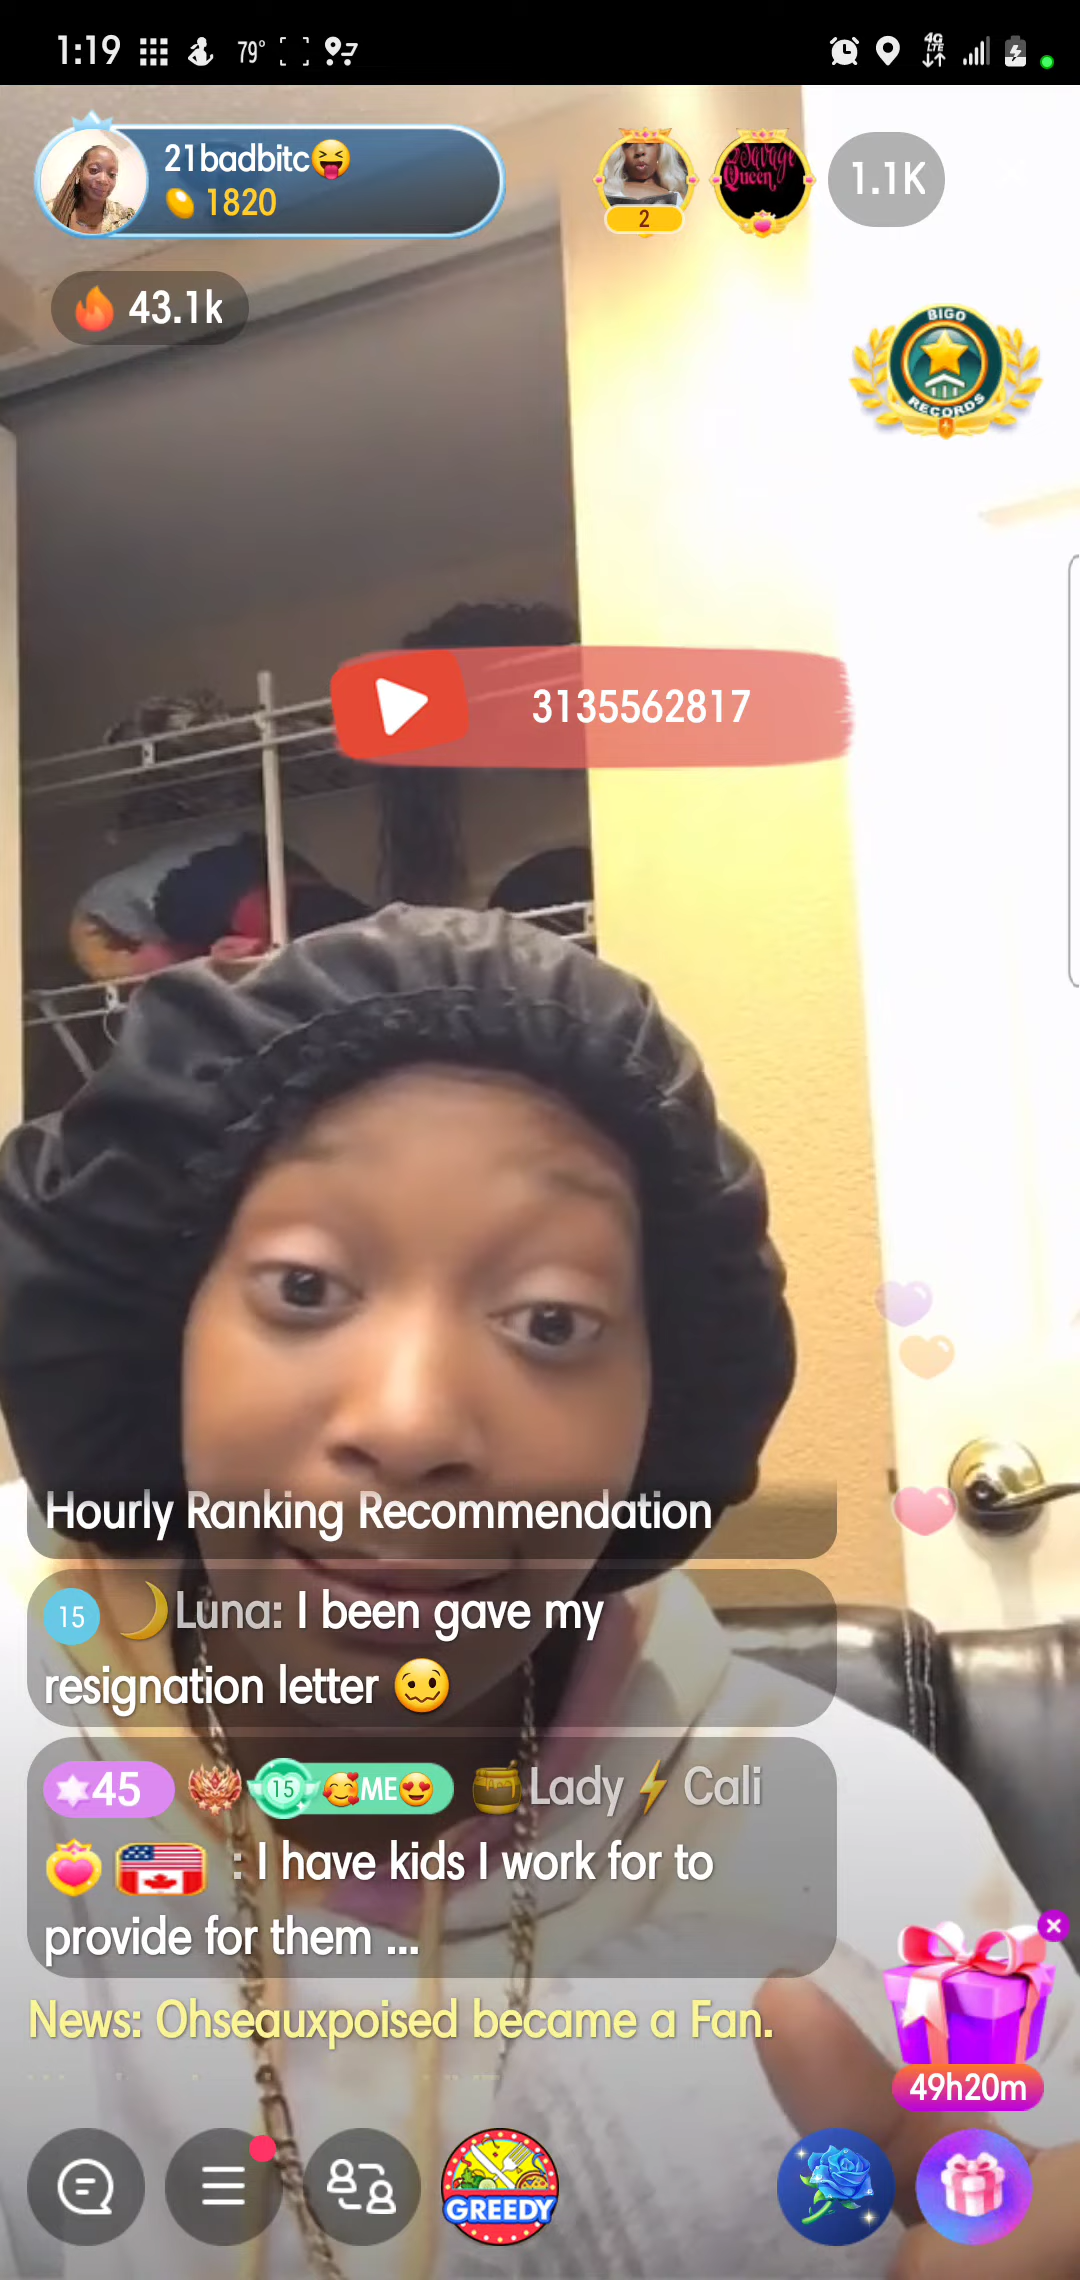 1:19 79° 4G LTE
21badbitc😝
1820
2
Savage
Queen
1.1K
43.1k
BIGO
RECORDS
3135562817
Hourly Ranking Recommendation
15 🌙Luna: I been gave my
resignation letter 🥴
45 15 🥰ME😍 🍯Lady⚡Cali
: I have kids I work for to
provide for them ...
News: Ohseauxpoised became a Fan.
49h20m
GREEDY